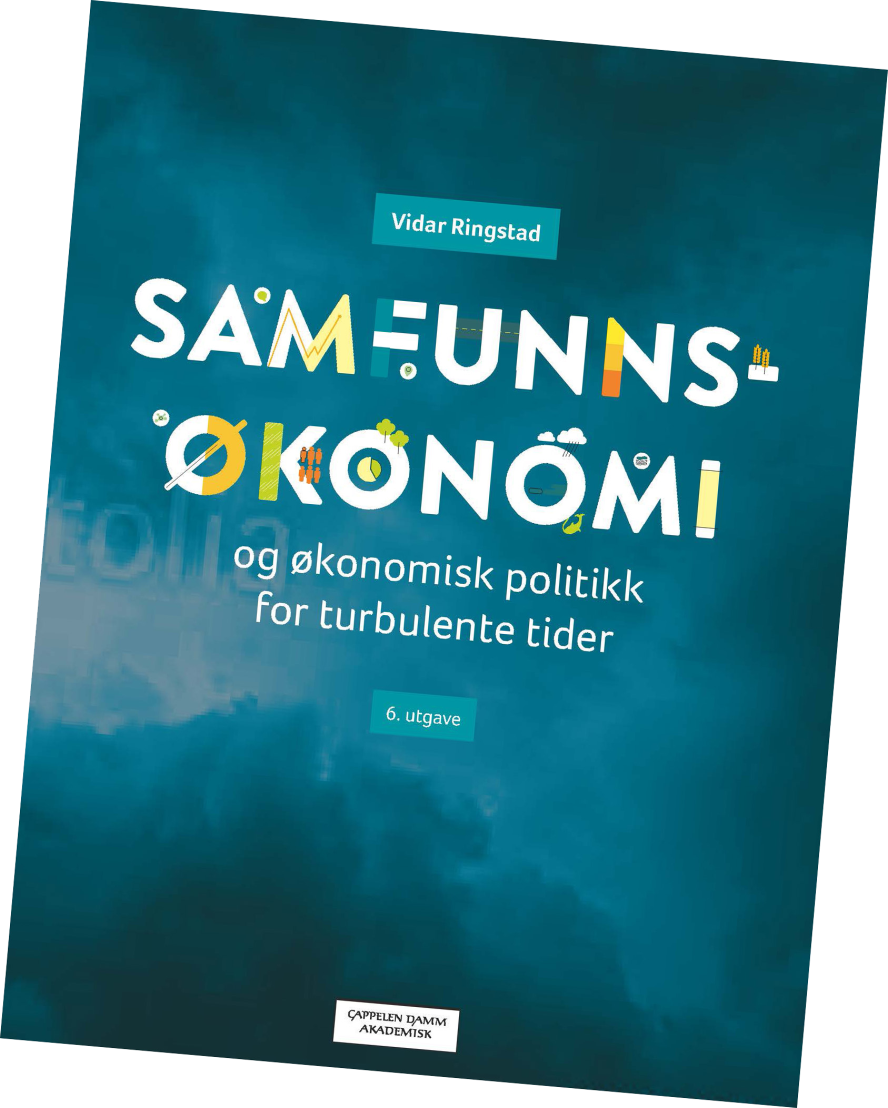 Vidar Ringstad
SAMFUNNS-
ØKONOMI
og økonomisk politikk
for turbulente tider
6. utgave
CAPPELEN DAMM
AKADEMISK